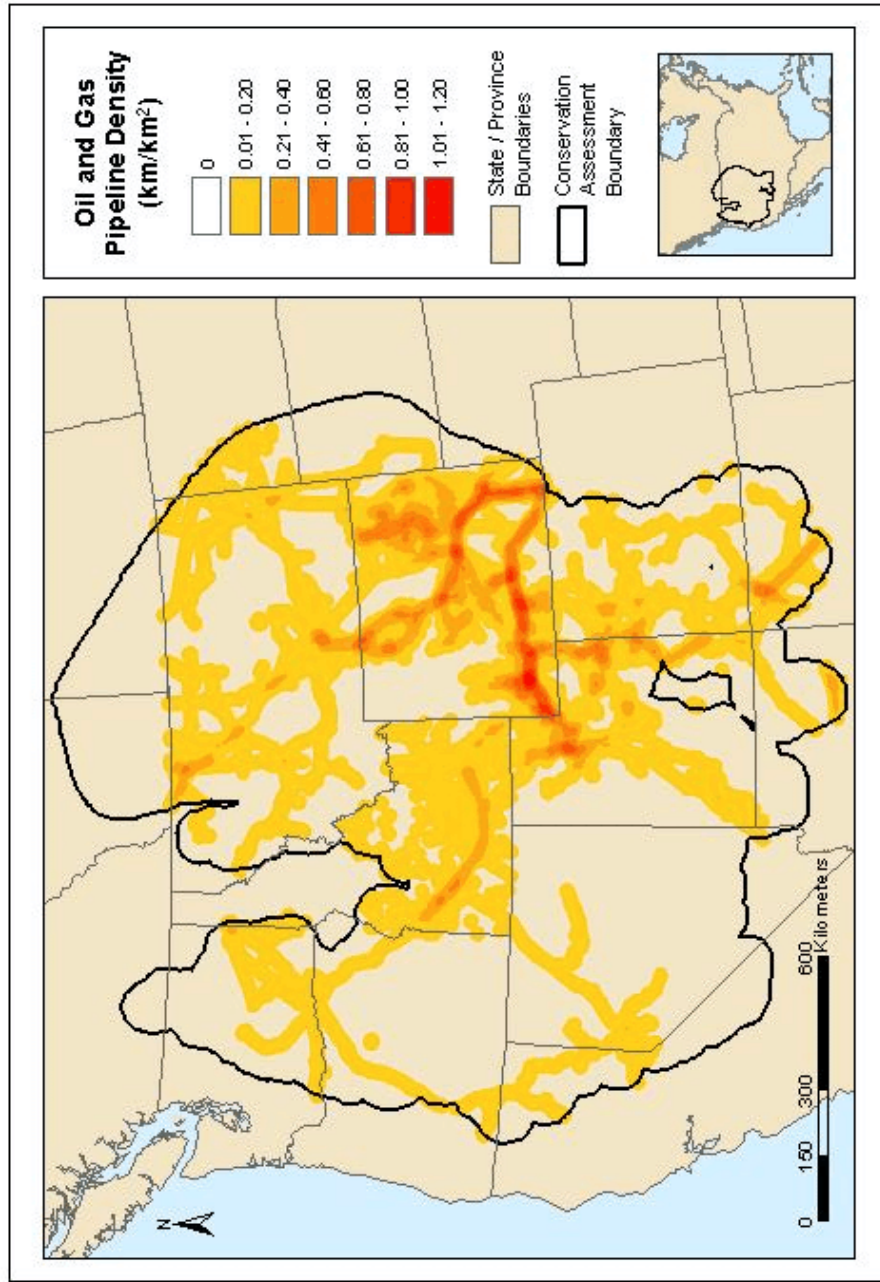 Oil and Gas
Pipeline Density
(km/km²)
0
0.01 - 0.20
0.21 - 0.40
0.41 - 0.60
0.61 - 0.80
0.81 - 1.00
1.01 - 1.20
State / Province
Boundaries
Conservation
Assessment
Boundary
N
0 150 300 600
Kilometers